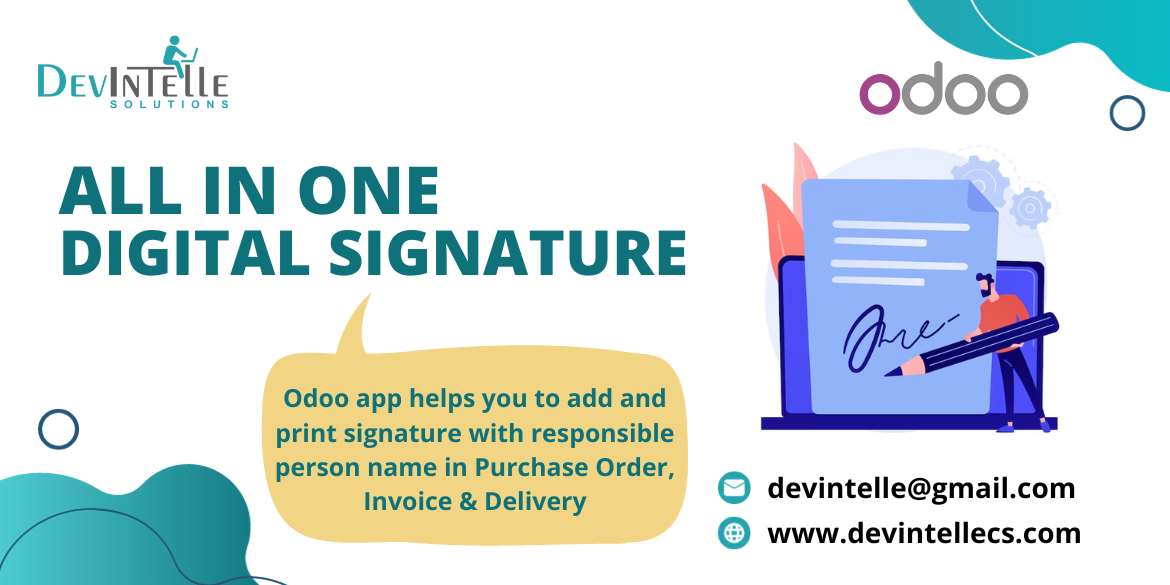 DevIntelle
SOLUTIONS
odoo
ALL IN ONE
DIGITAL SIGNATURE
Odoo app helps you to add and
print signature with responsible
person name in Purchase Order,
Invoice & Delivery
devintelle@gmail.com
www.devintellecs.com